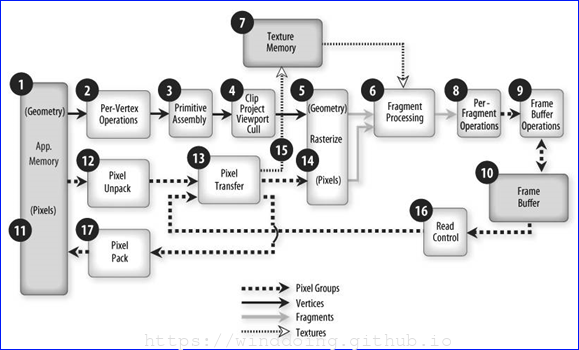 7
Texture
Memory
1
2
3
4
5
6
8
9
(Geometry)
Per-Vertex
Operations
Primitive
Assembly
Clip
Project
Viewport
Cull
(Geometry)
Fragment
Processing
Per-
Fragment
Operations
Frame
Buffer
Operations
App.
Memory
Rasterize
12
13
15
14
10
Pixel
Unpack
Pixel
Transfer
(Pixels)
Frame
Buffer
(Pixels)
11
17
16
Pixel
Pack
Read
Control
Pixel Groups
Vertices
Fragments
Textures
https://winddoing.github.io